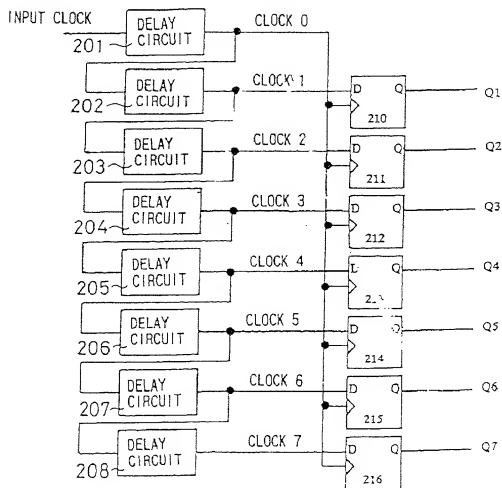 INPUT CLOCK
DELAY CIRCUIT
CLOCK 0
201
DELAY CIRCUIT
CLOCK 1
202
D Q
210
Q1
DELAY CIRCUIT
CLOCK 2
203
D Q
211
Q2
DELAY CIRCUIT
CLOCK 3
204
D Q
212
Q3
DELAY CIRCUIT
CLOCK 4
205
Q
Q4
DELAY CIRCUIT
CLOCK 5
206
D Q
214
Q5
DELAY CIRCUIT
CLOCK 6
207
D Q
215
Q6
DELAY CIRCUIT
CLOCK 7
208
D Q
216
Q7